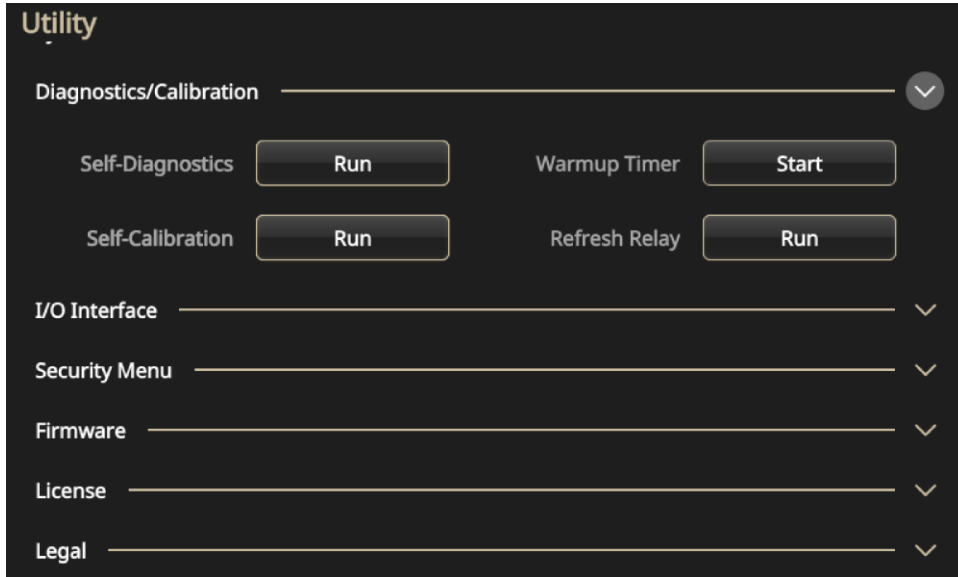 Utility
Diagnostics/Calibration
Self-Diagnostics Run Warmup Timer Start
Self-Calibration Run Refresh Relay Run
I/O Interface
Security Menu
Firmware
License
Legal